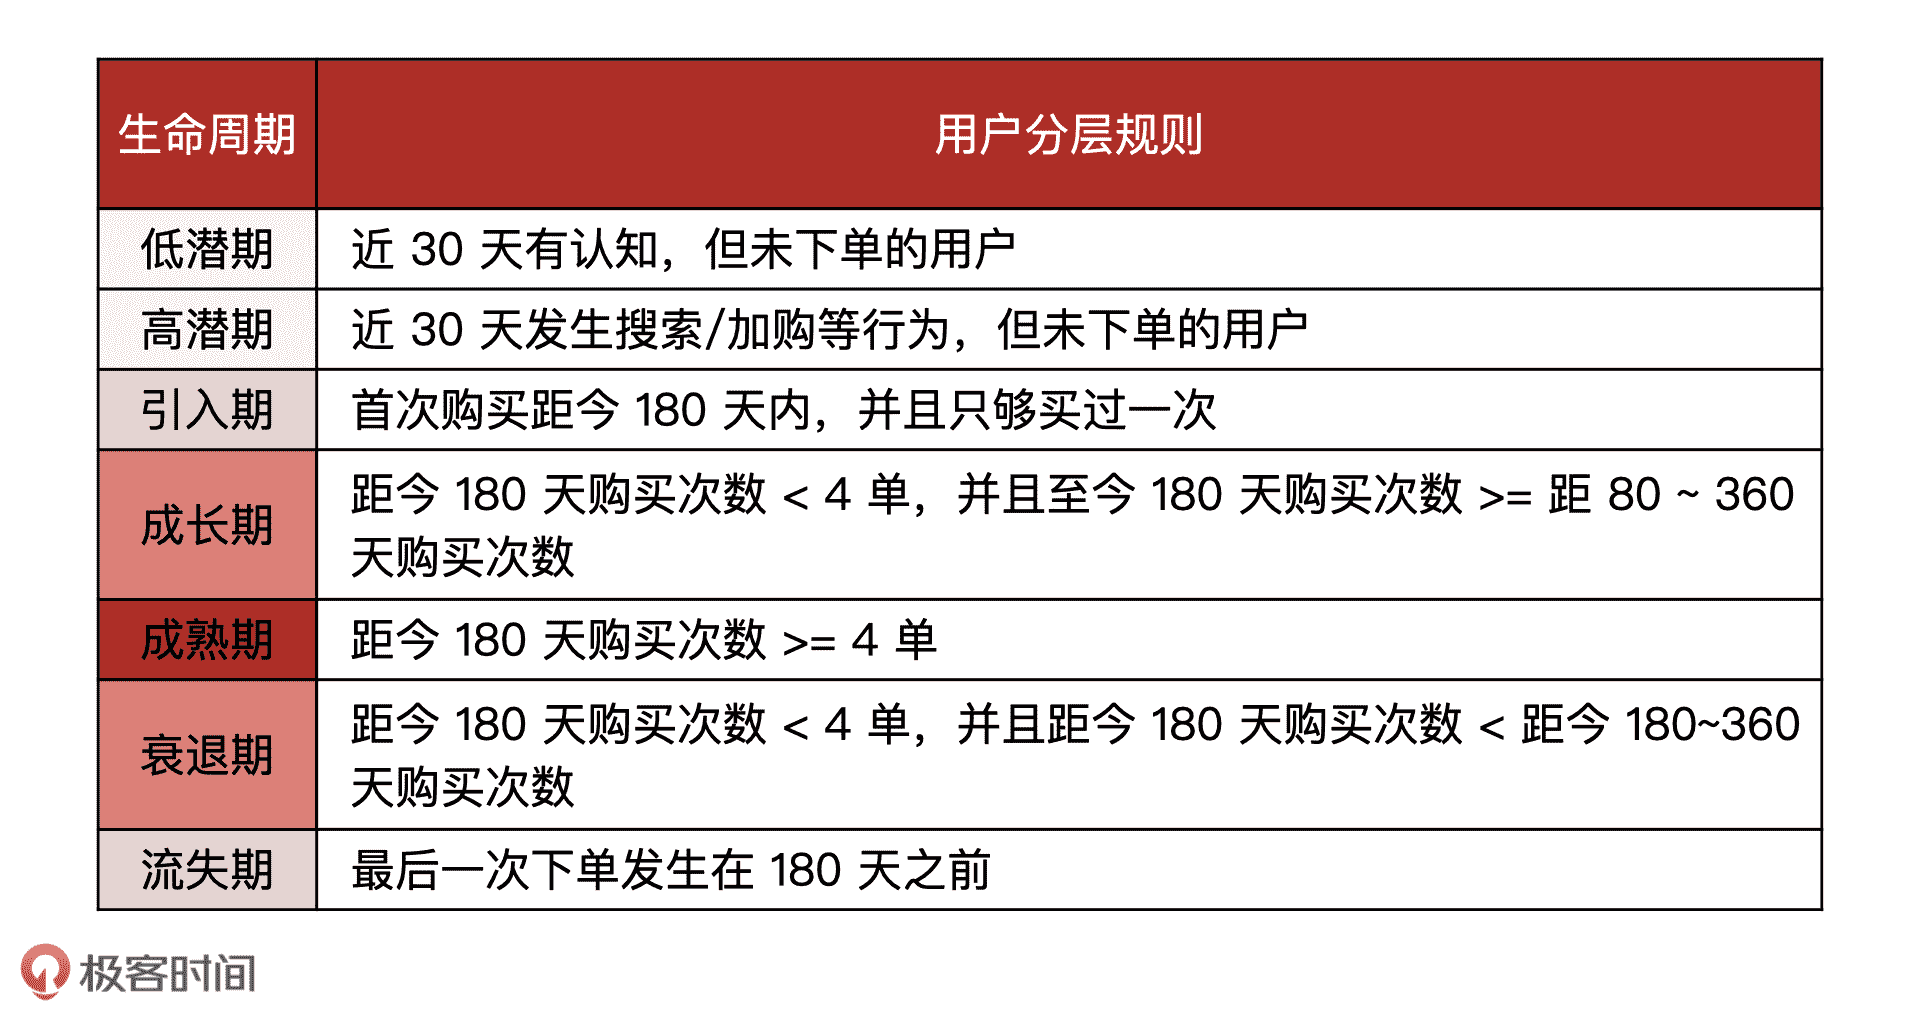 生命周期 用户分层规则
低潜期 近 30 天有认知，但未下单的用户
高潜期 近 30 天发生搜索/加购等行为，但未下单的用户
引入期 首次购买距今 180 天内，并且只够买过一次
成长期 距今 180 天购买次数 < 4 单，并且至今 180 天购买次数 >= 距 80 ~ 360
天购买次数
成熟期 距今 180 天购买次数 >= 4 单
衰退期 距今 180 天购买次数 < 4 单，并且距今 180 天购买次数 < 距今 180~360
天购买次数
流失期 最后一次下单发生在 180 天之前
极客时间